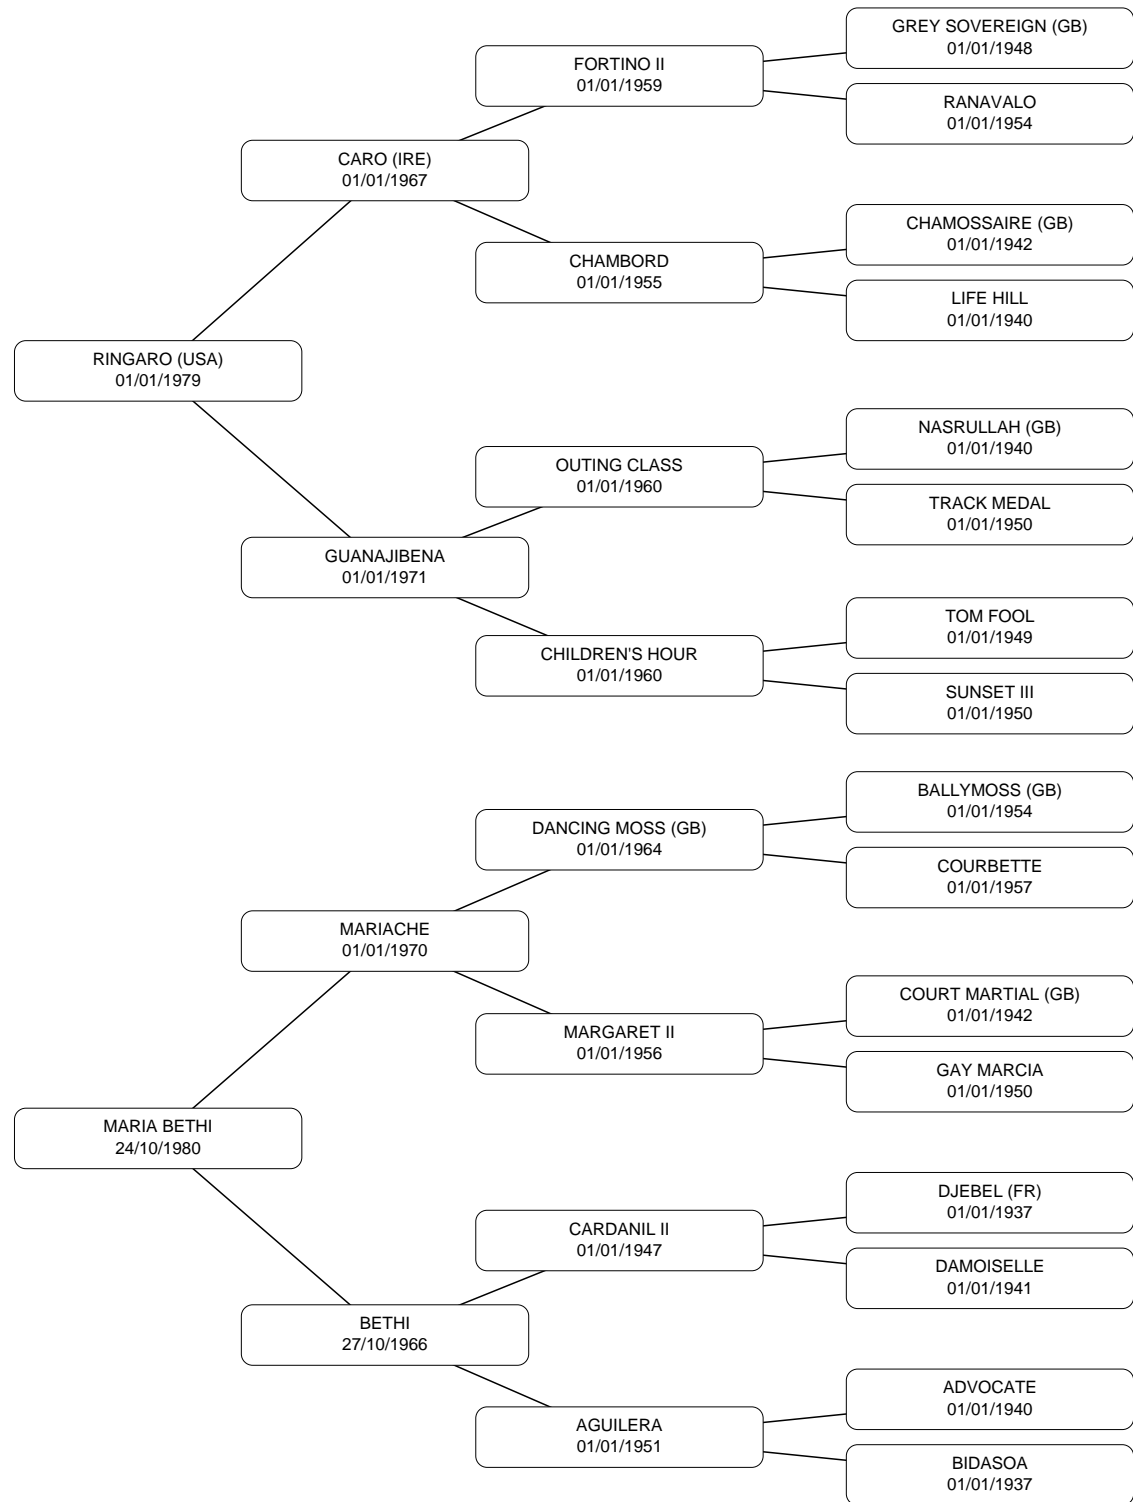 GREY SOVEREIGN (GB)
01/01/1948
FORTINO II
01/01/1959
RANAVALO
01/01/1954
CARO (IRE)
01/01/1967
CHAMOSSAIRE (GB)
01/01/1942
CHAMBORD
01/01/1955
LIFE HILL
01/01/1940
RINGARO (USA)
01/01/1979
NASRULLAH (GB)
01/01/1940
OUTING CLASS
01/01/1960
TRACK MEDAL
01/01/1950
GUANAJIBENA
01/01/1971
TOM FOOL
01/01/1949
CHILDREN'S HOUR
01/01/1960
SUNSET III
01/01/1950
BALLYMOSS (GB)
01/01/1954
DANCING MOSS (GB)
01/01/1964
COURBETTE
01/01/1957
MARIACHE
01/01/1970
COURT MARTIAL (GB)
01/01/1942
MARGARET II
01/01/1956
GAY MARCIA
01/01/1950
MARIA BETHI
24/10/1980
DJEBEL (FR)
01/01/1937
CARDANIL II
01/01/1947
DAMOISELLE
01/01/1941
BETHI
27/10/1966
ADVOCATE
01/01/1940
AGUILERA
01/01/1951
BIDASOA
01/01/1937